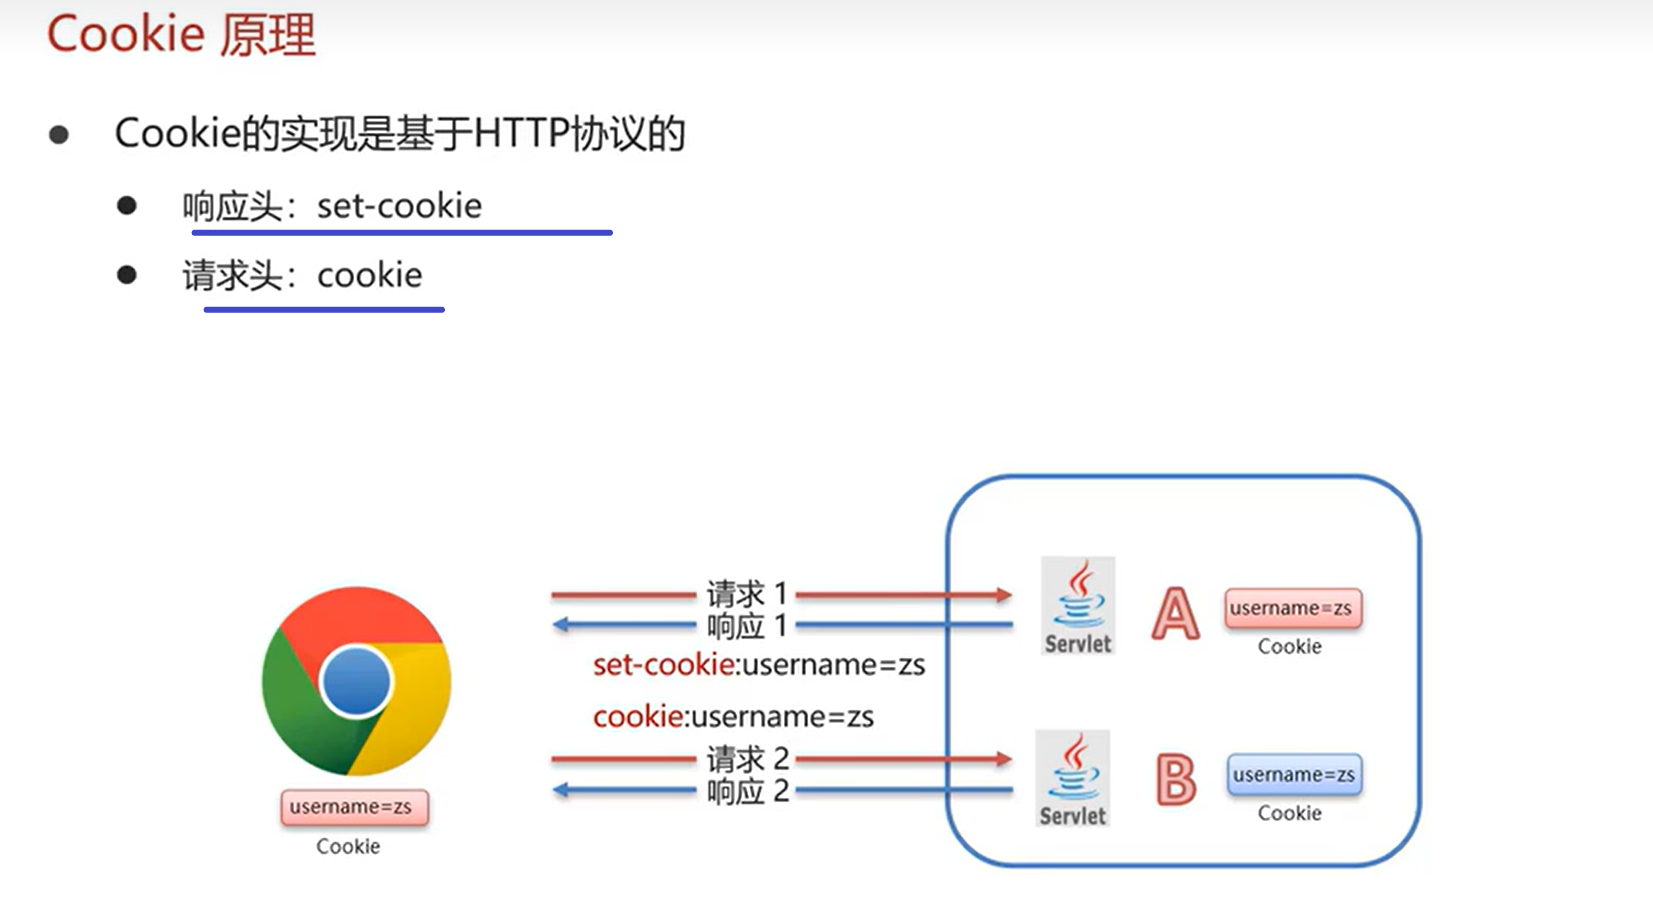 Cookie 原理
Cookie的实现是基于HTTP协议的
响应头：set-cookie
请求头：cookie
请求 1
响应 1
set-cookie:username=zs
cookie:username=zs
请求 2
响应 2
username=zs
Cookie
Servlet
A
username=zs
Cookie
Servlet
B
username=zs
Cookie